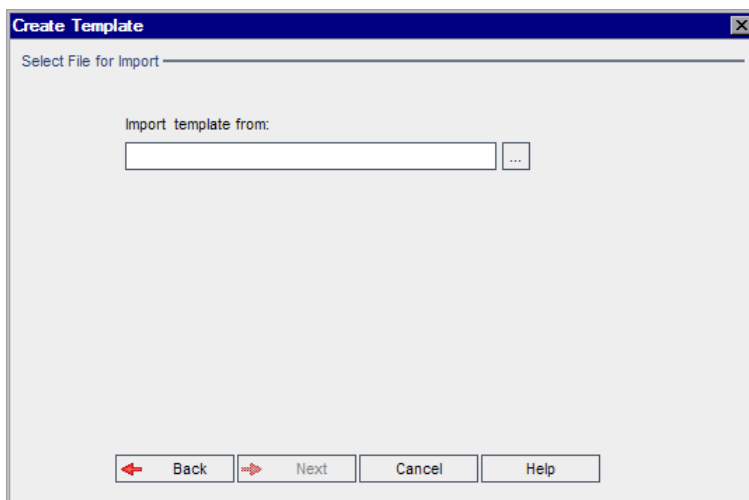 Create Template
Select File for Import
Import template from:
...
Back Next Cancel Help